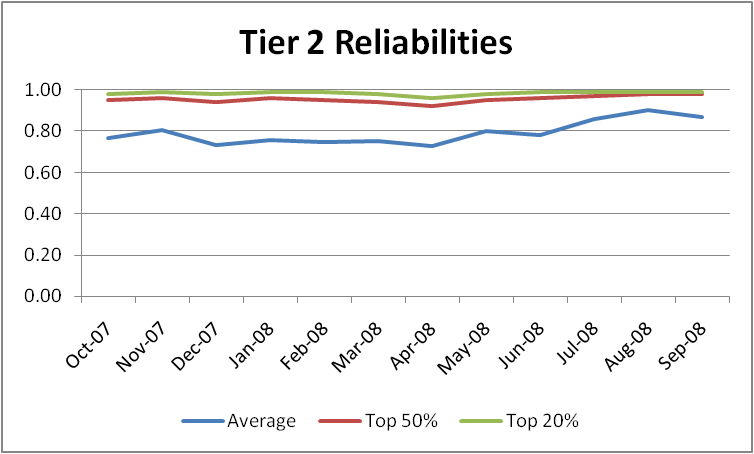 Tier 2 Reliabilities
1.00
0.80
0.60
0.40
0.20
0.00
Oct-07 Nov-07 Dec-07 Jan-08 Feb-08 Mar-08 Apr-08 May-08 Jun-08 Jul-08 Aug-08 Sep-08
Average Top 50% Top 20%